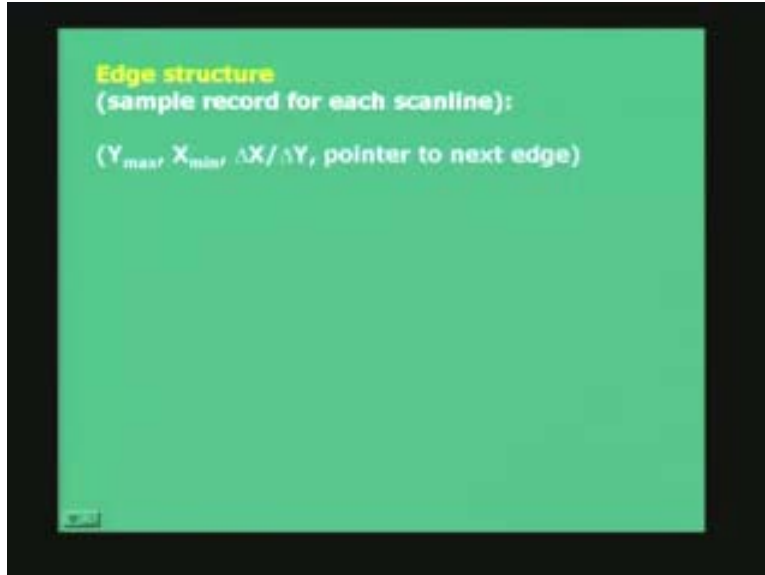 Edge structure
(sample record for each scanline):
(Ymax, Xmin, ΔX/ΔY, pointer to next edge)